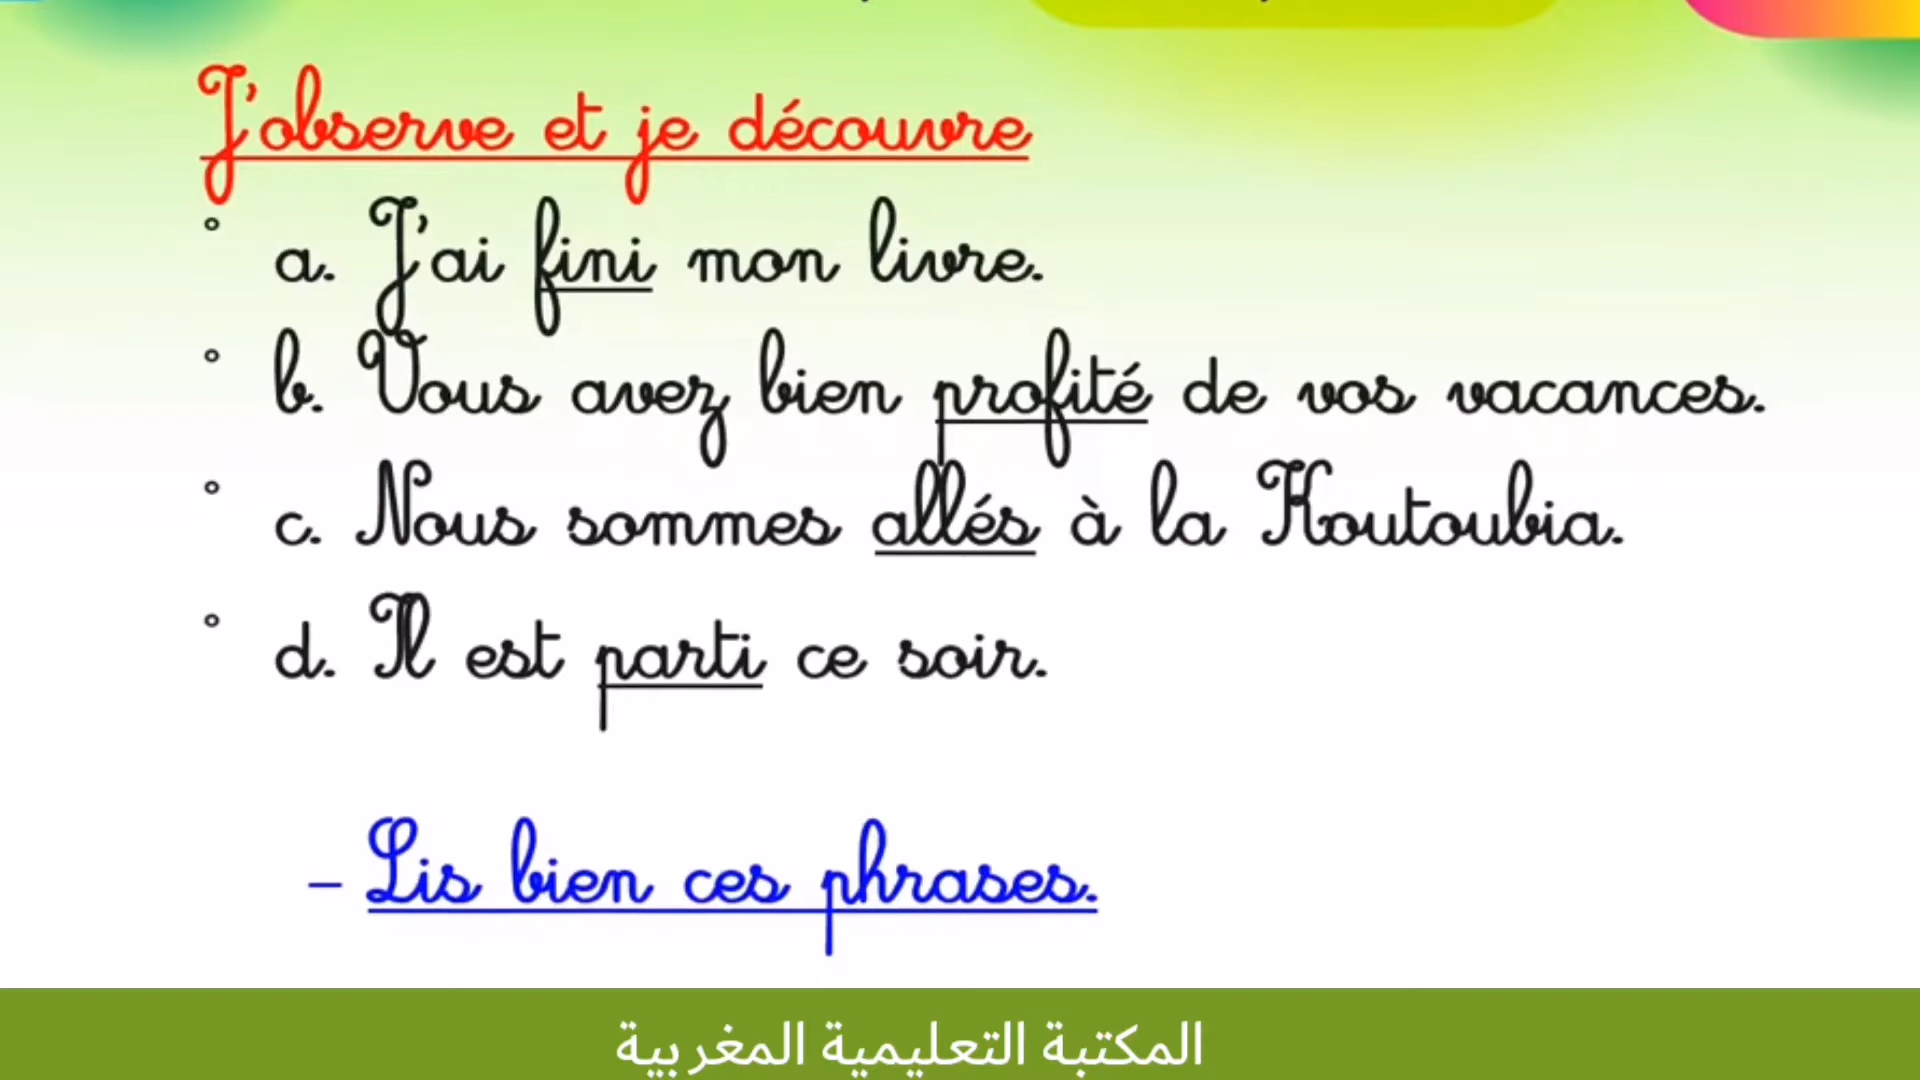 J'observe et je découvre
° a. J'ai fini mon livre.
° b. Vous avez bien profité de vos vacances.
° c. Nous sommes allés à la Koutoubia.
° d. Il est parti ce soir.
– Lis bien ces phrases.
المكتبة التعليمية المغربية